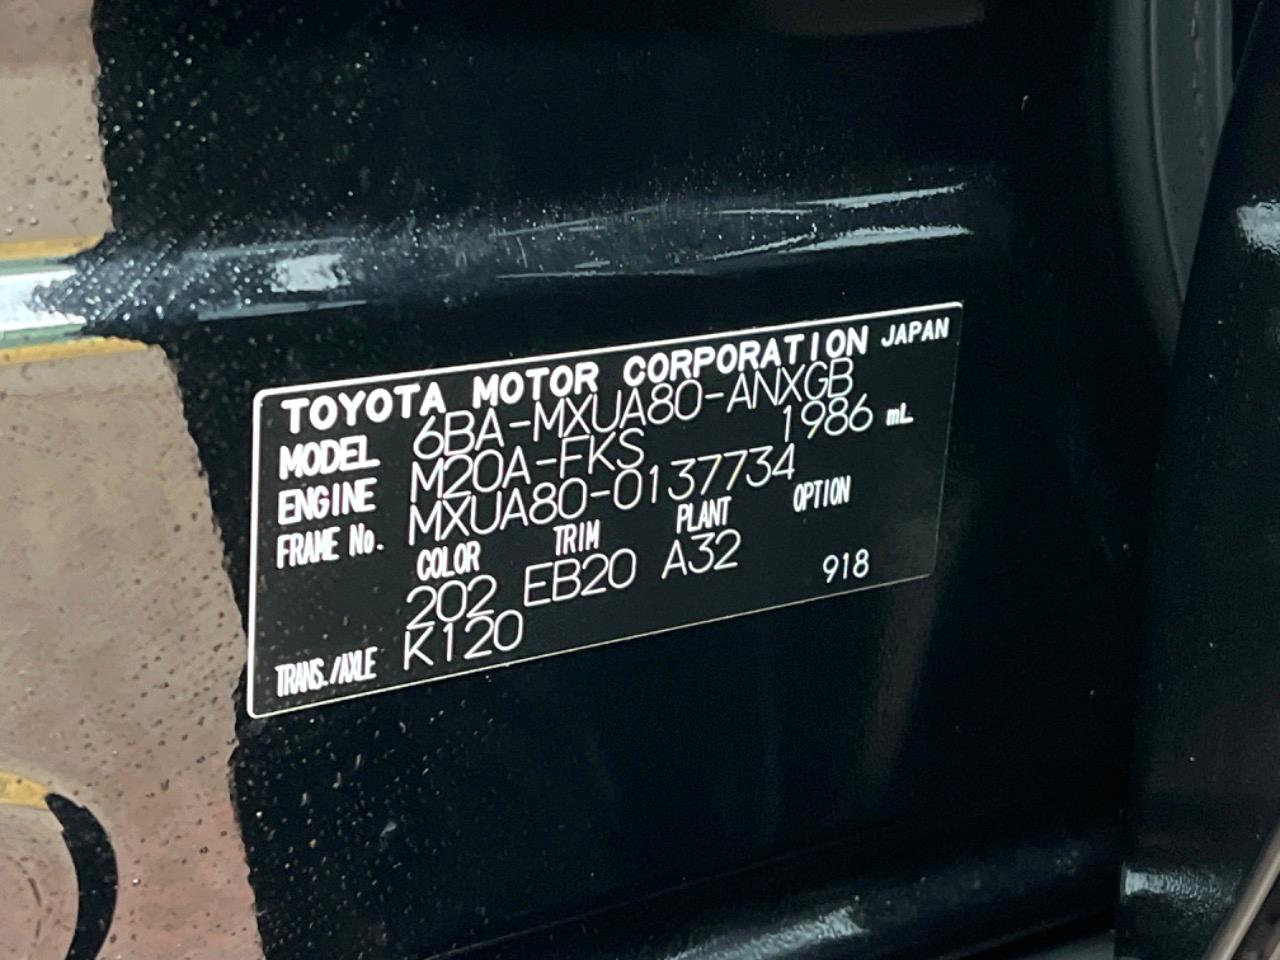 TOYOTA MOTOR CORPORATION JAPAN
MODEL 6BA-MXUA80-ANXGB
ENGINE M20A-FKS 1986 mL
FRAME No. MXUA80-0137734
COLOR TRIM PLANT OPTION
202 EB20 A32
TRANS./AXLE K120 918